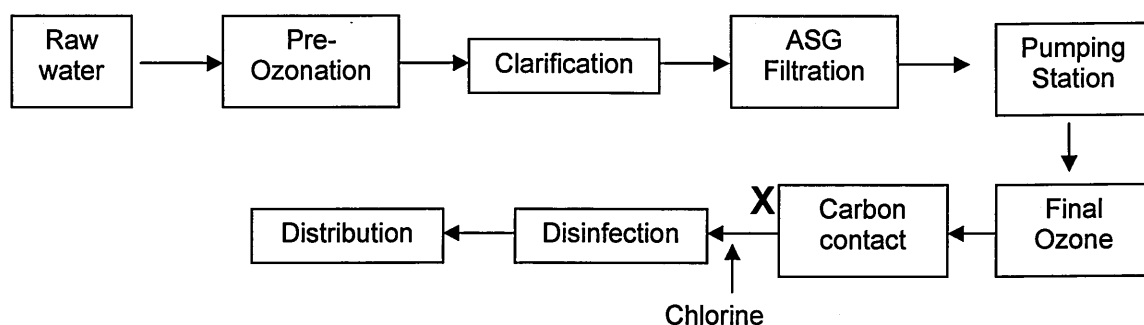 Raw
water
Pre-
Ozonation
Clarification
ASG
Filtration
Pumping
Station
Final
Ozone
Carbon
contact
X
Chlorine
Disinfection
Distribution